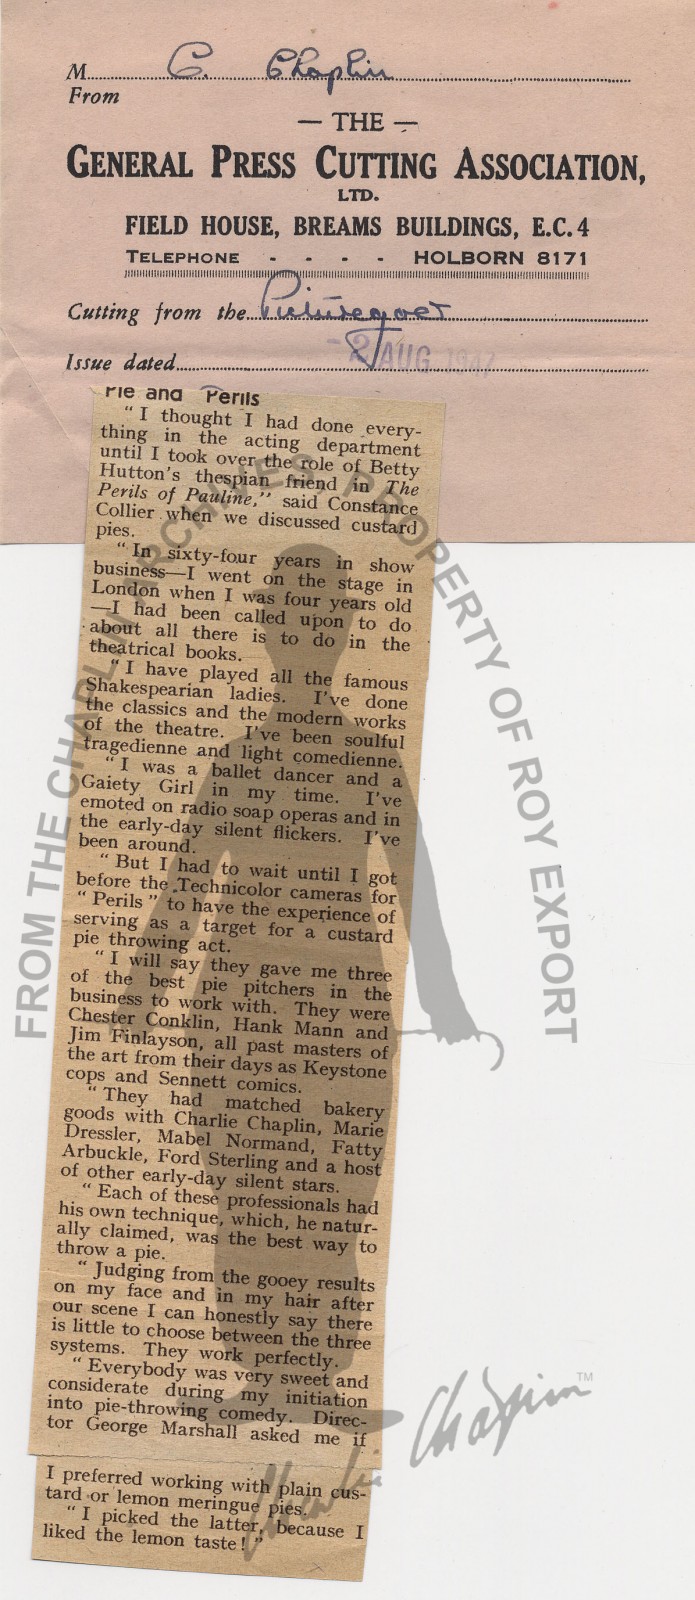 M C. Chaplin
From
— THE —
GENERAL PRESS CUTTING ASSOCIATION,
LTD.
FIELD HOUSE, BREAMS BUILDINGS, E.C.4
TELEPHONE - - - - HOLBORN 8171
Cutting from the Picturegoer
Issue dated - 2 AUG 1947
Pie and Perils
“ I thought I had done every-
thing in the acting department
until I took over the role of Betty
Hutton's thespian friend in The
Perils of Pauline,” said Constance
Collier when we discussed custard
pies.
“ In sixty-four years in show
business—I went on the stage in
London when I was four years old
—I had been called upon to do
about all there is to do in the
theatrical books.
“ I have played all the famous
Shakespearian ladies. I've done
the classics and the modern works
of the theatre. I've been soulful
tragedienne and light comedienne.
“ I was a ballet dancer and a
Gaiety Girl in my time. I've
emoted on radio soap operas and in
the early-day silent flickers. I've
been around.
“ But I had to wait until I got
before the Technicolor cameras for
“ Perils ” to have the experience of
serving as a target for a custard
pie throwing act.
“ I will say they gave me three
of the best pie pitchers in the
business to work with. They were
Chester Conklin, Hank Mann and
Jim Finlayson, all past masters of
the art from their days as Keystone
cops and Sennett comics.
“ They had matched bakery
goods with Charlie Chaplin, Marie
Dressler, Mabel Normand, Fatty
Arbuckle, Ford Sterling and a host
of other early-day silent stars.
“ Each of these professionals had
his own technique, which, he natur-
ally claimed, was the best way to
throw a pie.
“ Judging from the gooey results
on my face and in my hair after
our scene I can honestly say there
is little to choose between the three
systems. They work perfectly.
“ Everybody was very sweet and
considerate during my initiation
into pie-throwing comedy. Direc-
tor George Marshall asked me if
I preferred working with plain cus-
tard or lemon meringue pies.
“ I picked the latter, because I
liked the lemon taste ! ”
FROM THE CHAPLIN ARCHIVES PROPERTY OF ROY EXPORT
Charlie Chaplin TM